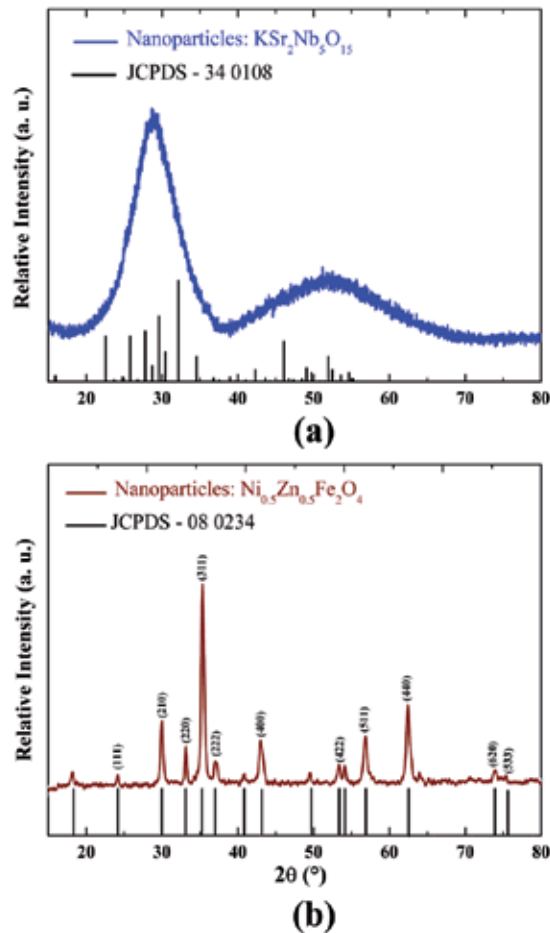 Nanoparticles: KSr₂Nb₅O₁₅
JCPDS - 34 0108
Relative Intensity (a. u.)
20 30 40 50 60 70 80
(a)
Nanoparticles: Ni₀.₅Zn₀.₅Fe₂O₄
JCPDS - 08 0234
Relative Intensity (a. u.)
(111)
(210)
(220)
(311)
(222)
(400)
(422)
(511)
(440)
(620)
(533)
20 30 40 50 60 70 80
2θ (°)
(b)